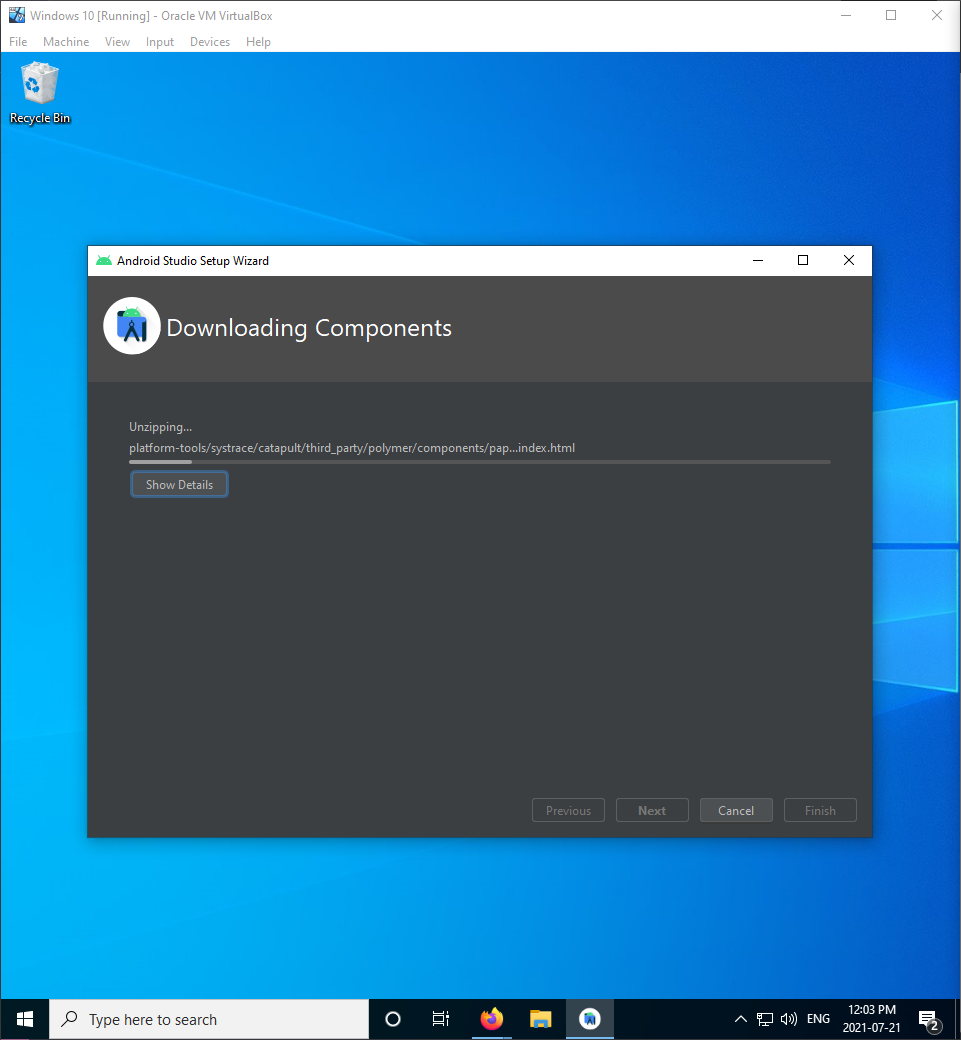 Windows 10 [Running] - Oracle VM VirtualBox
File Machine View Input Devices Help
Recycle Bin
Android Studio Setup Wizard
Downloading Components
Unzipping...
platform-tools/systrace/catapult/third_party/polymer/components/pap...index.html
Show Details
Previous Next Cancel Finish
Type here to search
ENG
12:03 PM
2021-07-21
2